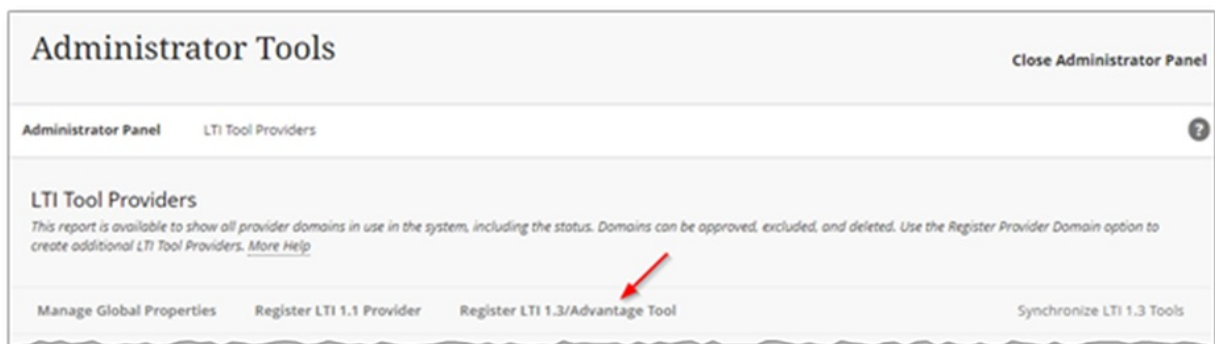 Administrator Tools
Close Administrator Panel
Administrator Panel LTI Tool Providers
?
LTI Tool Providers
This report is available to show all provider domains in use in the system, including the status. Domains can be approved, excluded, and deleted. Use the Register Provider Domain option to
create additional LTI Tool Providers. More Help
Manage Global Properties Register LTI 1.1 Provider Register LTI 1.3/Advantage Tool Synchronize LTI 1.3 Tools